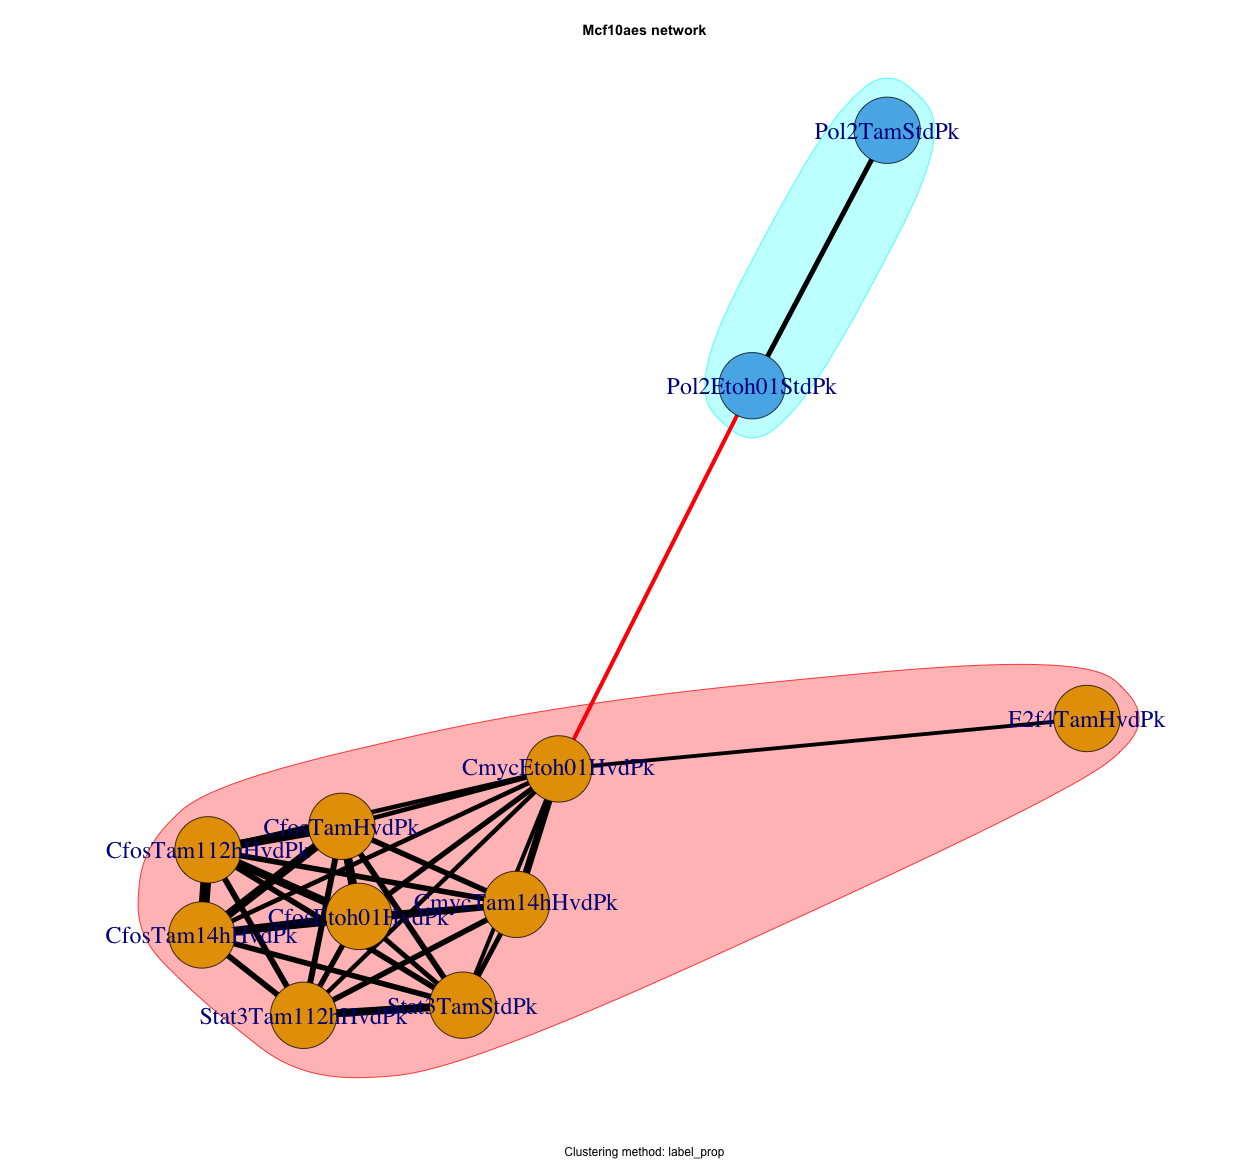 Mcf10aes network
Pol2TamStdPk
Pol2Etoh01StdPk
E2f4TamHvdPk
CmycEtoh01HvdPk
CfosTamHvdPk
CfosTam112hHvdPk
CmycTam14hHvdPk
CfosEtoh01HvdPk
CfosTam14hHvdPk
Stat3TamStdPk
Stat3Tam112hHvdPk
Clustering method: label_prop